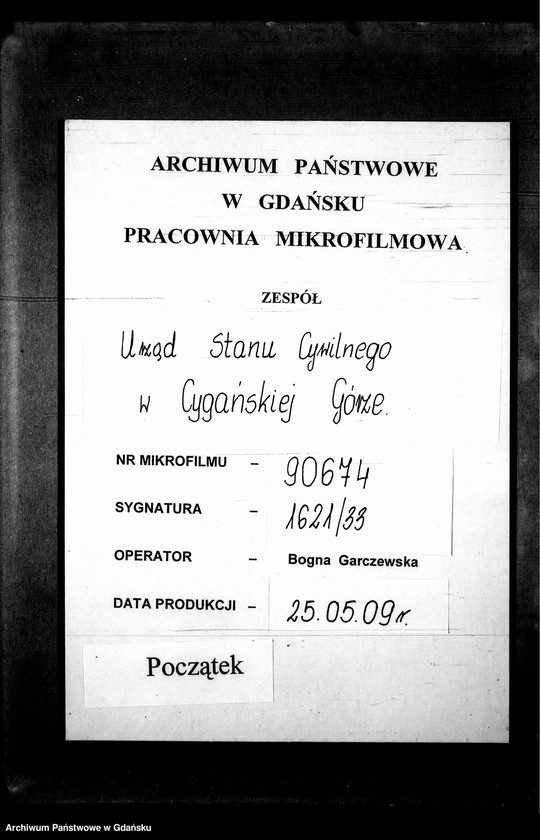 ARCHIWUM PAŃSTWOWE
W GDAŃSKU
PRACOWNIA MIKROFILMOWA
ZESPÓŁ
Urząd Stanu Cywilnego
w Cygańskiej Górze.
NR MIKROFILMU – 90674
SYGNATURA – 1621/33
OPERATOR – Bogna Garczewska
DATA PRODUKCJI – 25.05.09r.
Początek
Archiwum Państwowe w Gdańsku